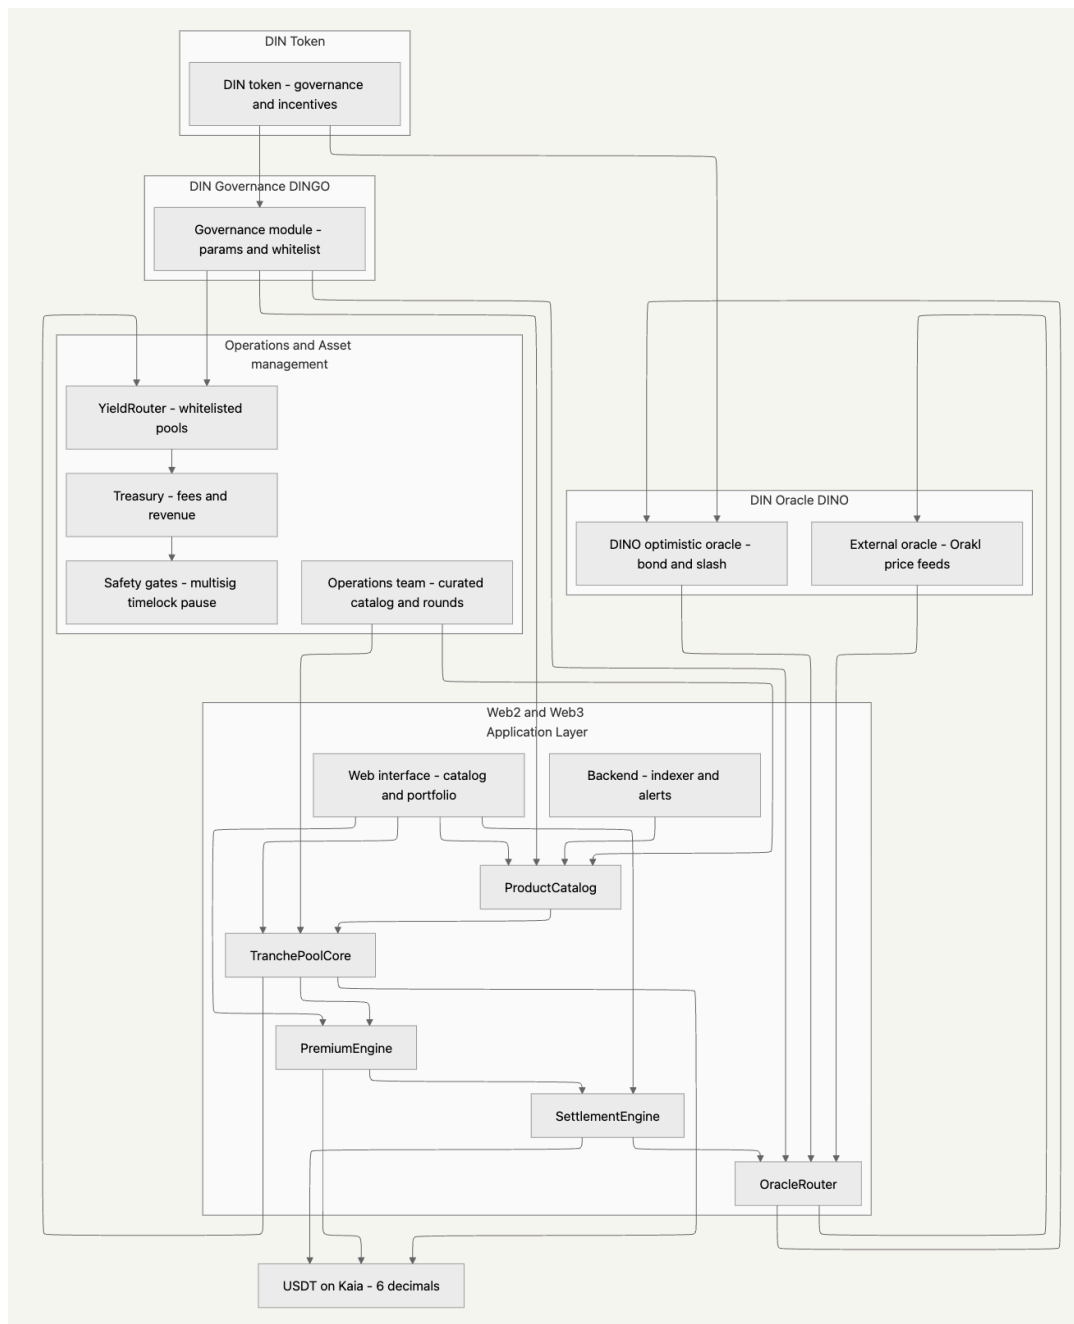 DIN Token
DIN token - governance
and incentives
DIN Governance DINGO
Governance module -
params and whitelist
Operations and Asset
management
YieldRouter - whitelisted
pools
Treasury - fees and
revenue
Safety gates - multisig
timelock pause
Operations team - curated
catalog and rounds
DIN Oracle DINO
DINO optimistic oracle -
bond and slash
External oracle - Orakl
price feeds
Web2 and Web3
Application Layer
Web interface - catalog
and portfolio
Backend - indexer and
alerts
ProductCatalog
TranchePoolCore
PremiumEngine
SettlementEngine
OracleRouter
USDT on Kaia - 6 decimals